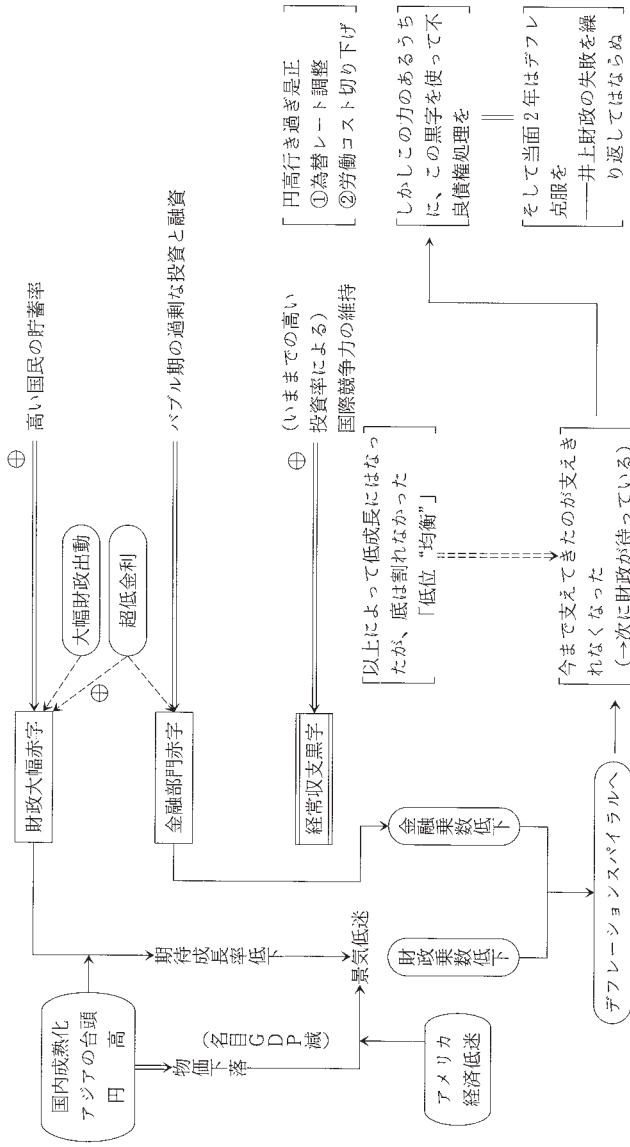 国内成熟化
アジアの台頭
円　高
物価下落
(名目GDP減)
アメリカ
経済低迷
期待成長率低下
景気低迷
財政大幅赤字
金融部門赤字
経常収支黒字
⊕
大幅財政出動
超低金利
⊕
高い国民の貯蓄率
バブル期の過剰な投資と融資
⊕
(いままでの高い
投資率による)
国際競争力の維持
財政乗数低下
金融乗数低下
デフレーションスパイラルへ
以上によって低成長にはなっ
たが、底は割れなかった
「低位“均衡”」
今まで支えてきたのが支えき
れなくなった
(→次に財政が待っている)
円高行き過ぎ是正
①為替レート調整
②労働コスト切り下げ
しかしこの力のあるうち
に、この黒字を使って不
良債権処理を
そして当面2年はデフレ
克服を
――井上財政の失敗を繰
り返してはならぬ